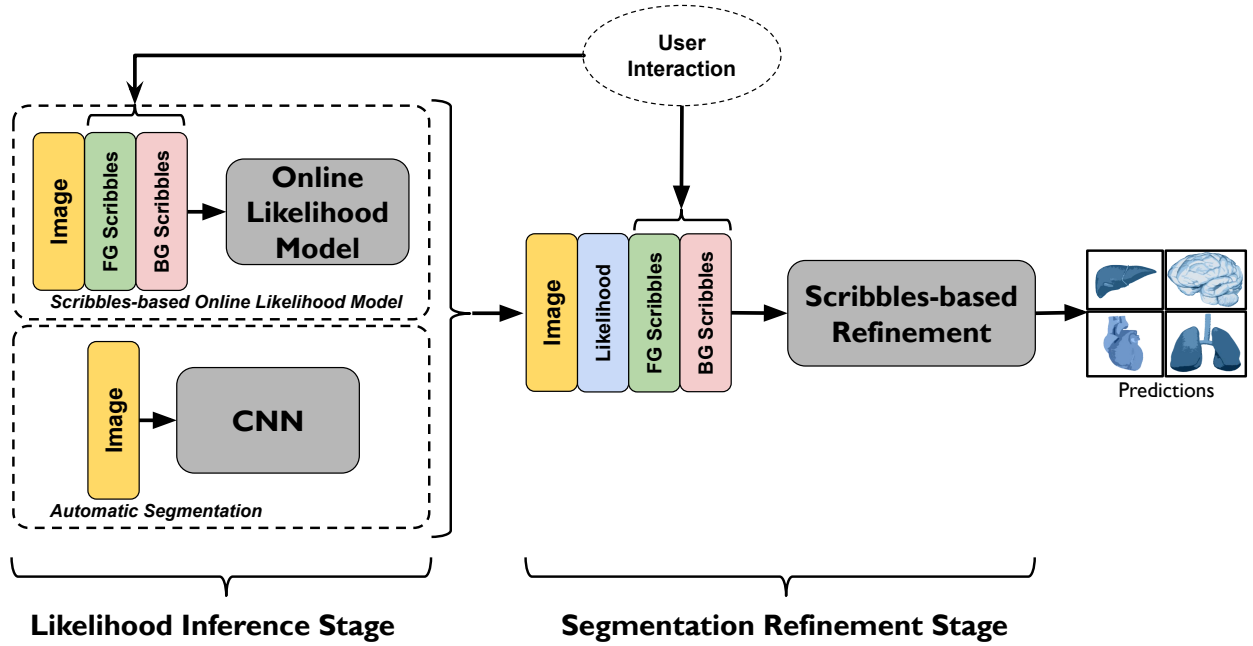 User
Interaction
Image
FG Scribbles
BG Scribbles
Online
Likelihood
Model
Scribbles-based Online Likelihood Model
Image
CNN
Automatic Segmentation
Image
Likelihood
FG Scribbles
BG Scribbles
Scribbles-based
Refinement
Predictions
Likelihood Inference Stage
Segmentation Refinement Stage